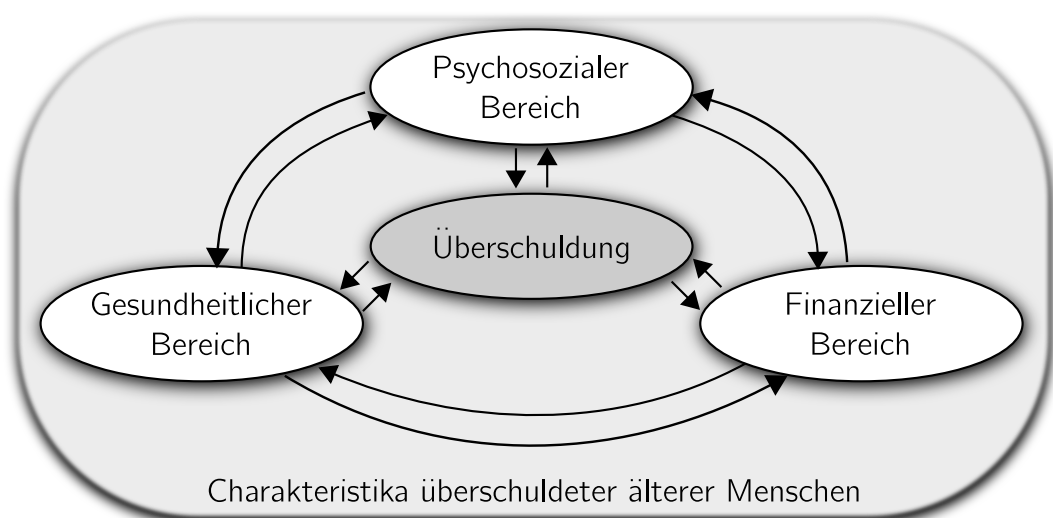 Psychosozialer
Bereich
Überschuldung
Gesundheitlicher
Bereich
Finanzieller
Bereich
Charakteristika überschuldeter älterer Menschen